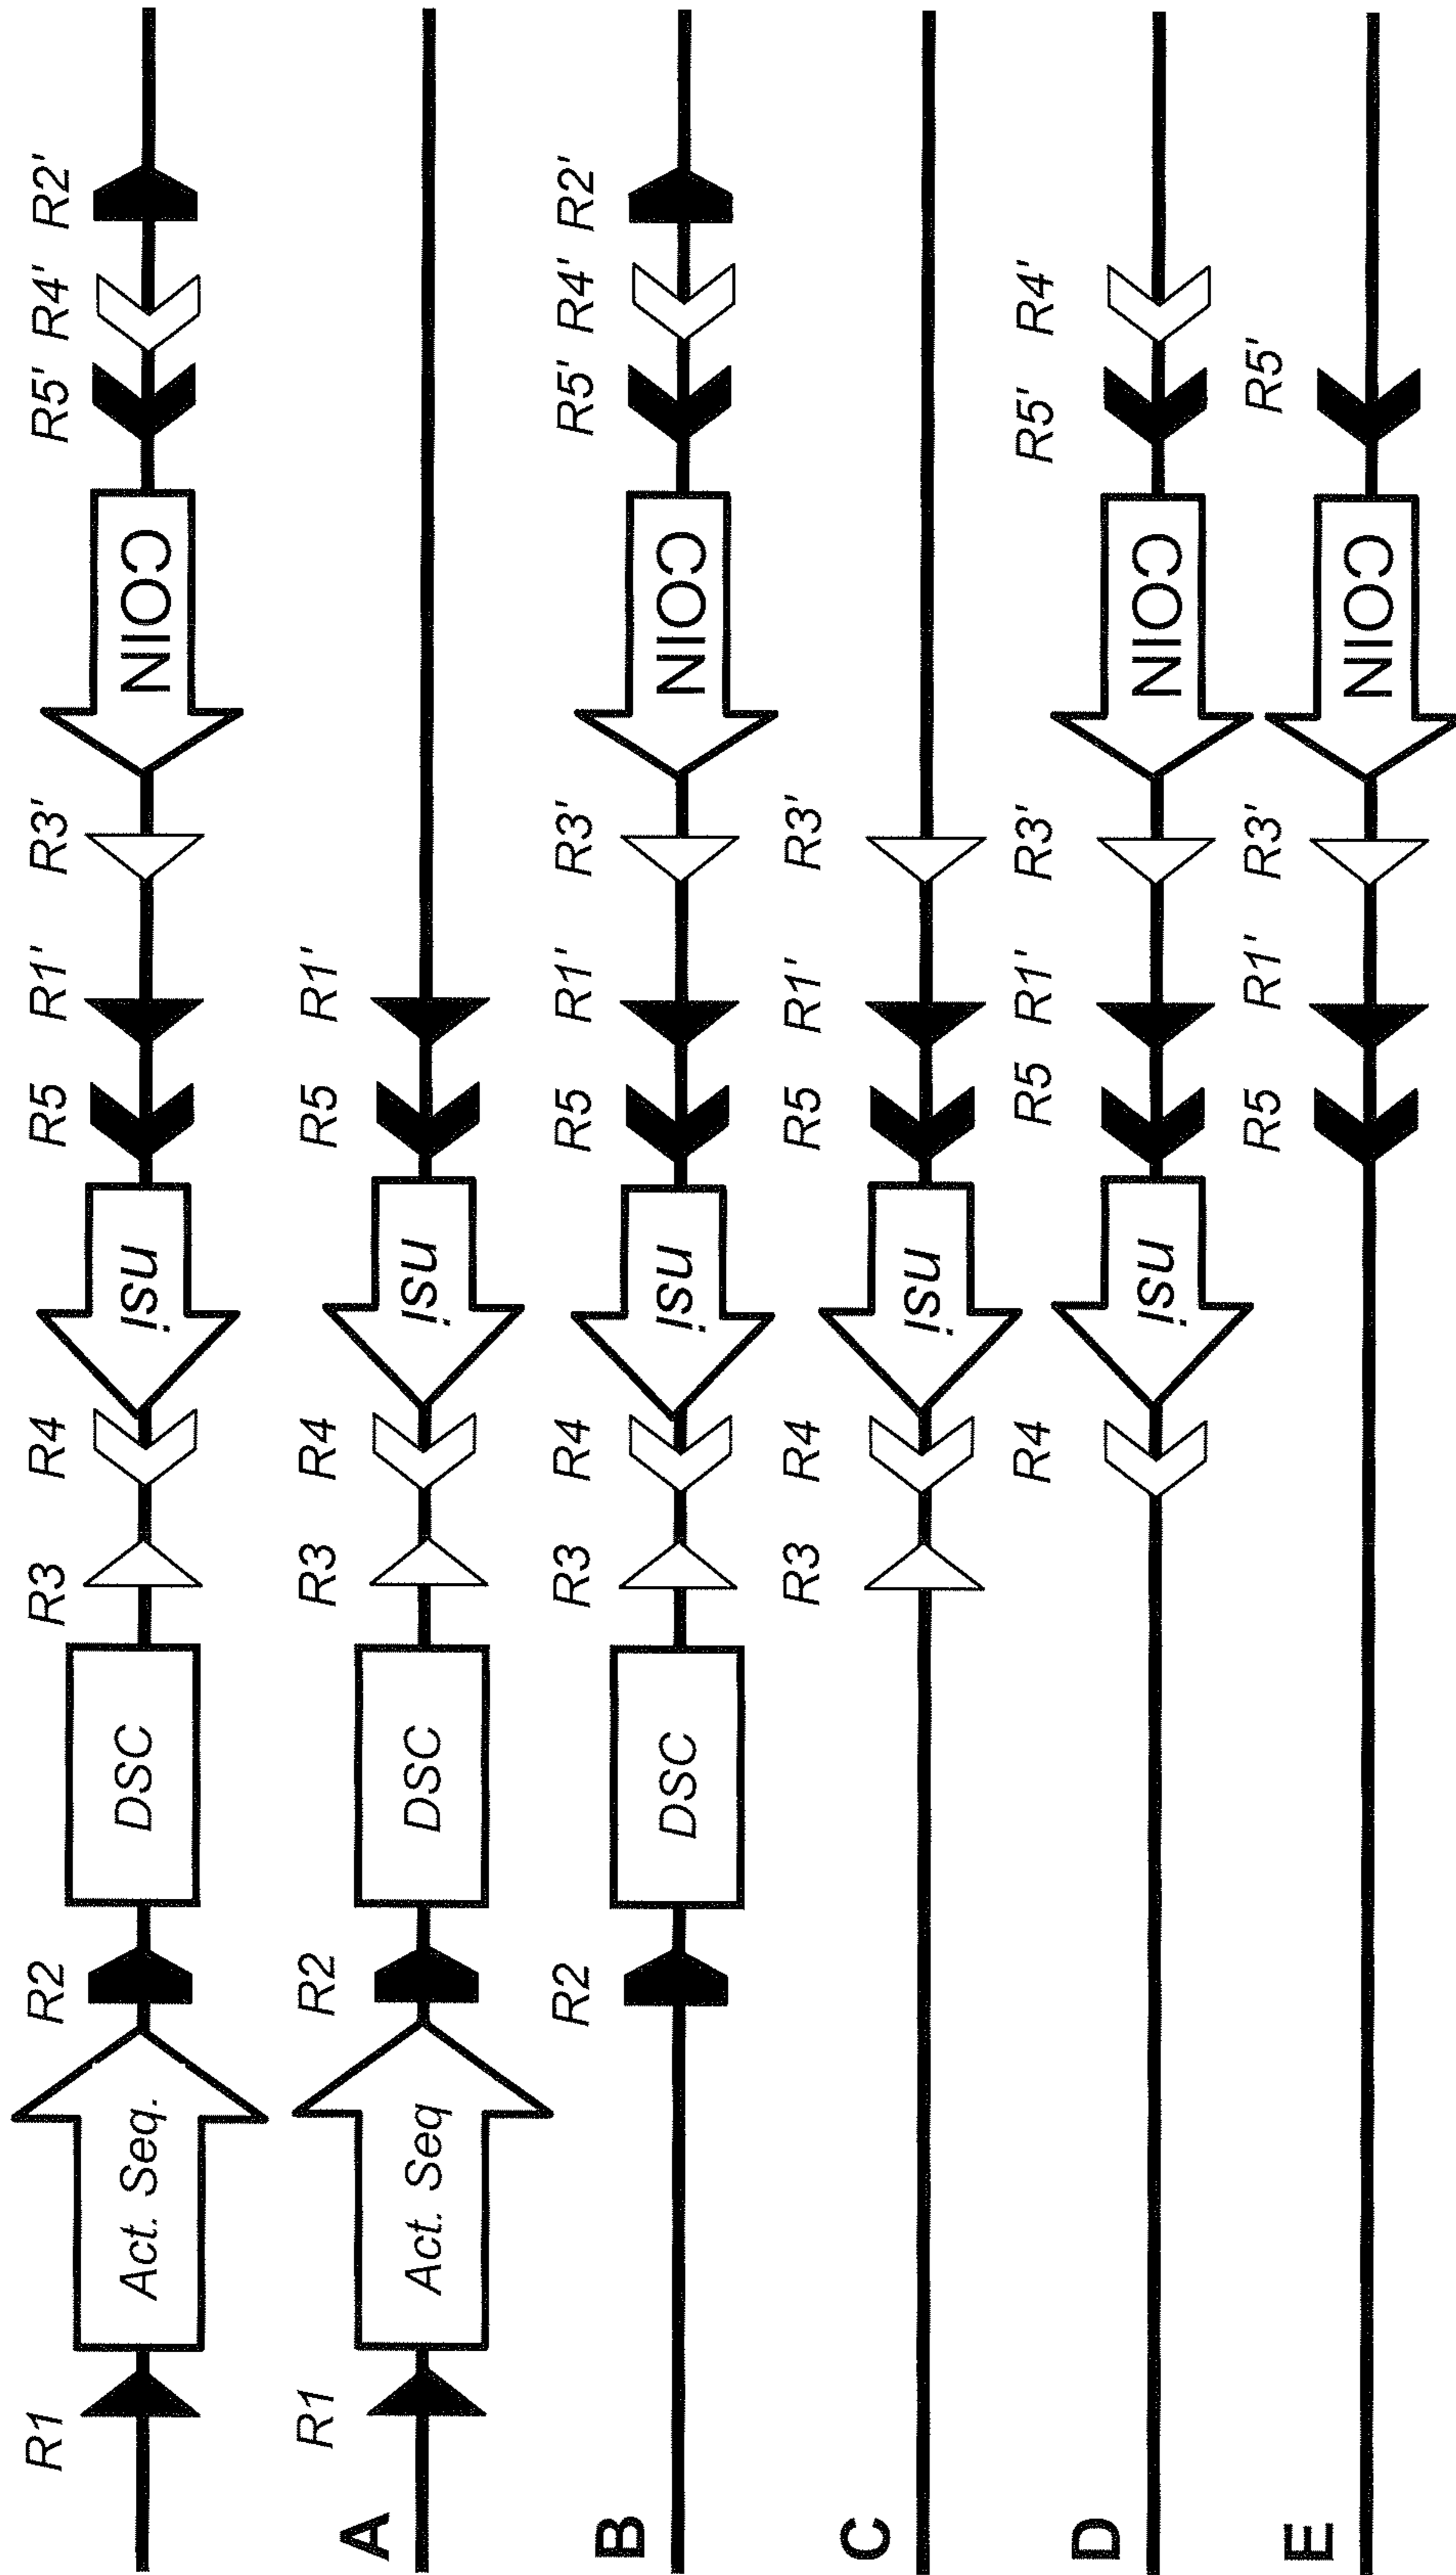 R1 R2 R3 R4 R5 R1' R3' R5' R4' R2'
Act. Seq. DSC nsi COIN
A R1 R2 R3 R4 R5 R1'
Act. Seq DSC nsi
B R2 R3 R4 R5 R1' R3' R5' R4' R2'
DSC nsi COIN
C R3 R4 R5 R1' R3'
nsi
D R4 R5 R1' R3' R5' R4'
nsi COIN
E R5 R1' R3' R5'
COIN